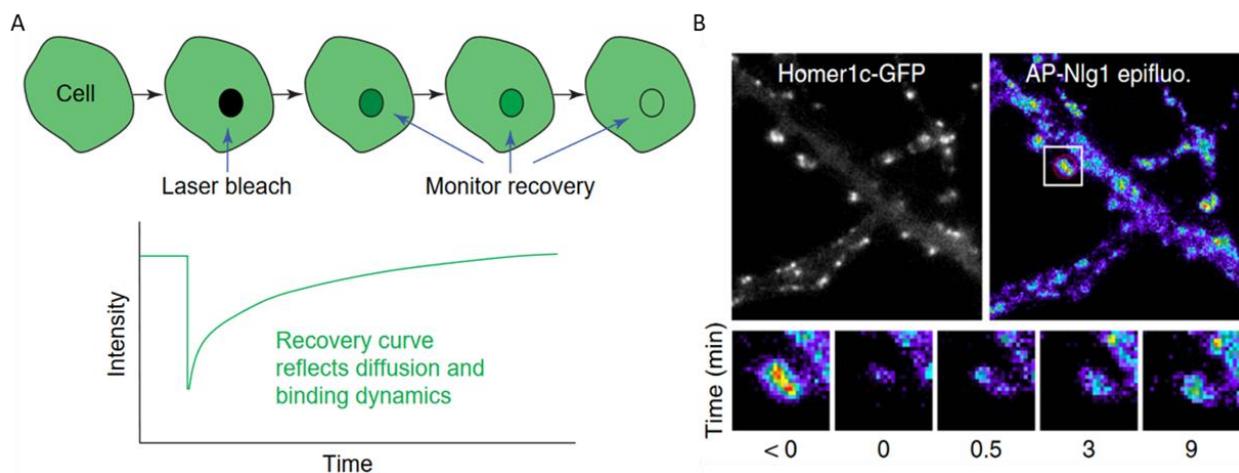 A
Cell
Laser bleach
Monitor recovery
Intensity
Recovery curve
reflects diffusion and
binding dynamics
Time
B
Homer1c-GFP
AP-Nlg1 epifluo.
Time (min)
< 0
0
0.5
3
9